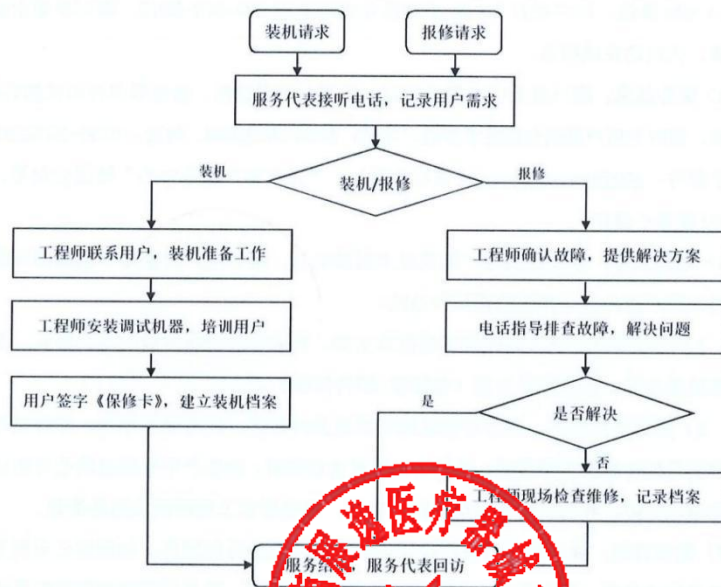 装机请求
报修请求
服务代表接听电话，记录用户需求
装机/报修
装机
报修
工程师联系用户，装机准备工作
工程师确认故障，提供解决方案
工程师安装调试机器，培训用户
电话指导排查故障，解决问题
用户签字《保修卡》，建立装机档案
是
是否解决
否
工程师现场检查维修，记录档案
服务结，服务代表回访
医疗器